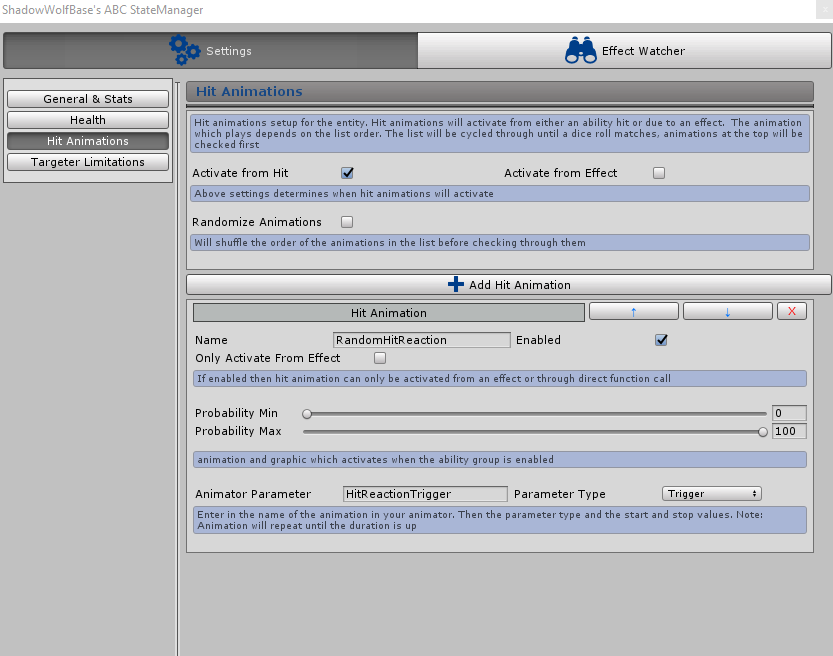 ShadowWolfBase's ABC StateManager
Settings
Effect Watcher
General & Stats
Health
Hit Animations
Targeter Limitations
Hit Animations
Hit animations setup for the entity. Hit animations will activate from either an ability hit or due to an effect. The animation
which plays depends on the list order. The list will be cycled through until a dice roll matches, animations at the top will be
checked first
Activate from Hit
Activate from Effect
Above settings determines when hit animations will activate
Randomize Animations
Will shuffle the order of the animations in the list before checking through them
Add Hit Animation
Hit Animation
↑
↓
X
Name RandomHitReaction Enabled
Only Activate From Effect
If enabled then hit animation can only be activated from an effect or through direct function call
Probability Min 0
Probability Max 100
animation and graphic which activates when the ability group is enabled
Animator Parameter HitReactionTrigger Parameter Type Trigger
Enter in the name of the animation in your animator. Then the parameter type and the start and stop values. Note:
Animation will repeat until the duration is up